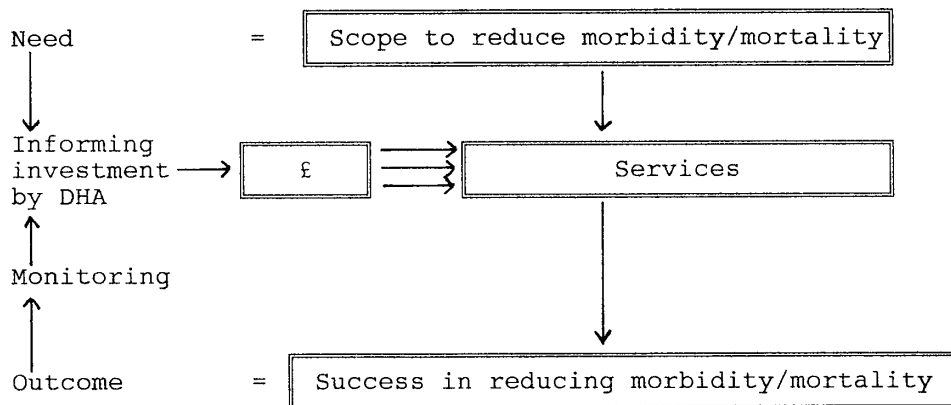 Need = Scope to reduce morbidity/mortality
Informing
investment
by DHA
£
Services
Monitoring
Outcome = Success in reducing morbidity/mortality